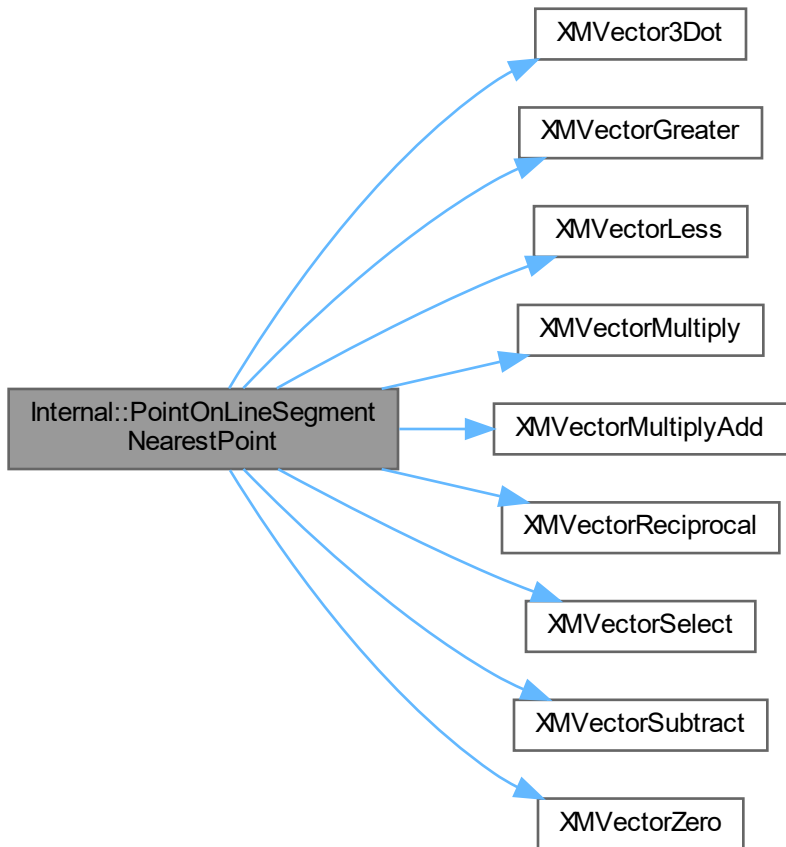 XMVector3Dot
XMVectorGreater
XMVectorLess
XMVectorMultiply
Internal::PointOnLineSegment
NearestPoint
XMVectorMultiplyAdd
XMVectorReciprocal
XMVectorSelect
XMVectorSubtract
XMVectorZero